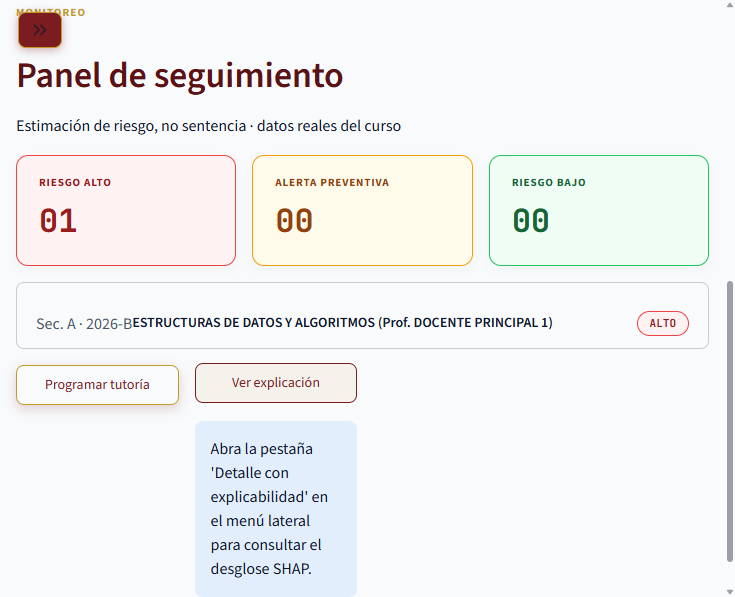 MONITOREO
»
Panel de seguimiento
Estimación de riesgo, no sentencia · datos reales del curso
RIESGO ALTO
01
ALERTA PREVENTIVA
00
RIESGO BAJO
00
Sec. A · 2026-BESTRUCTURAS DE DATOS Y ALGORITMOS (Prof. DOCENTE PRINCIPAL 1)
ALTO
Programar tutoría
Ver explicación
Abra la pestaña
'Detalle con
explicabilidad' en
el menú lateral
para consultar el
desglose SHAP.